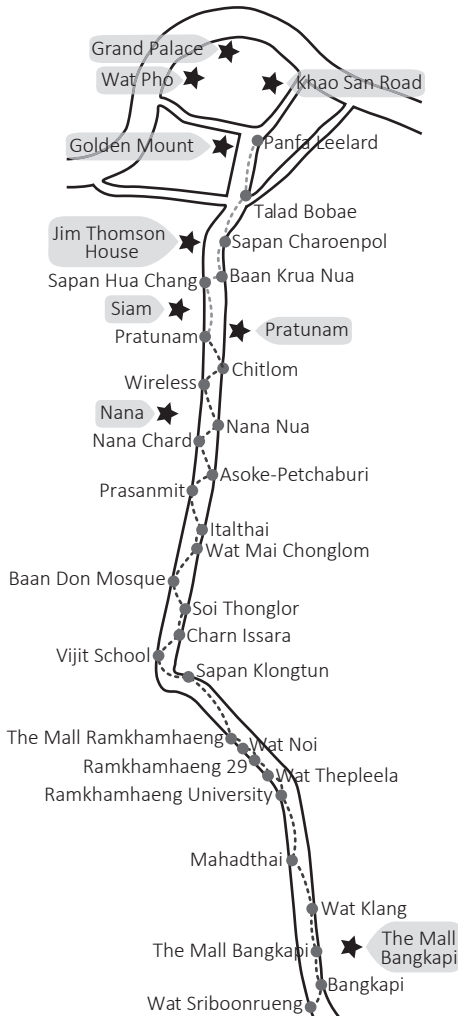 Grand Palace
Wat Pho
Khao San Road
Golden Mount
Panfa Leelard
Talad Bobae
Jim Thomson
House
Sapan Charoenpol
Sapan Hua Chang
Baan Krua Nua
Siam
Pratunam
Pratunam
Chitlom
Wireless
Nana
Nana Nua
Nana Chard
Asoke-Petchaburi
Prasanmit
Italthai
Wat Mai Chonglom
Baan Don Mosque
Soi Thonglor
Charn Issara
Vijit School
Sapan Klongtun
The Mall Ramkhamhaeng
Wat Noi
Ramkhamhaeng 29
Wat Thepleela
Ramkhamhaeng University
Mahadthai
Wat Klang
The Mall
Bangkapi
The Mall Bangkapi
Bangkapi
Wat Sriboonrueng